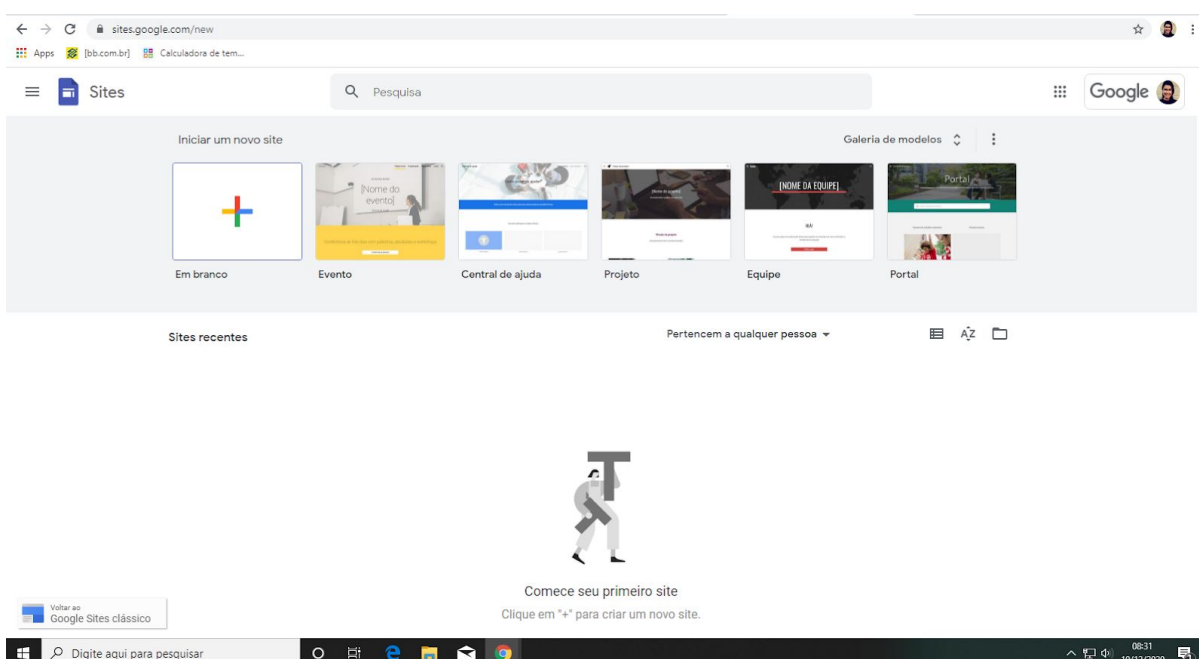 sites.google.com/new
Apps [bb.com.br] Calculadora de tem...
Sites
Pesquisa
Google
Iniciar um novo site
Galeria de modelos
[Nome do evento]
[NOME DA EQUIPE]
Portal
Em branco
Evento
Central de ajuda
Projeto
Equipe
Portal
Sites recentes
Pertencem a qualquer pessoa
AZ
Comece seu primeiro site
Clique em "+" para criar um novo site.
Voltar ao
Google Sites clássico
Digite aqui para pesquisar
08:31